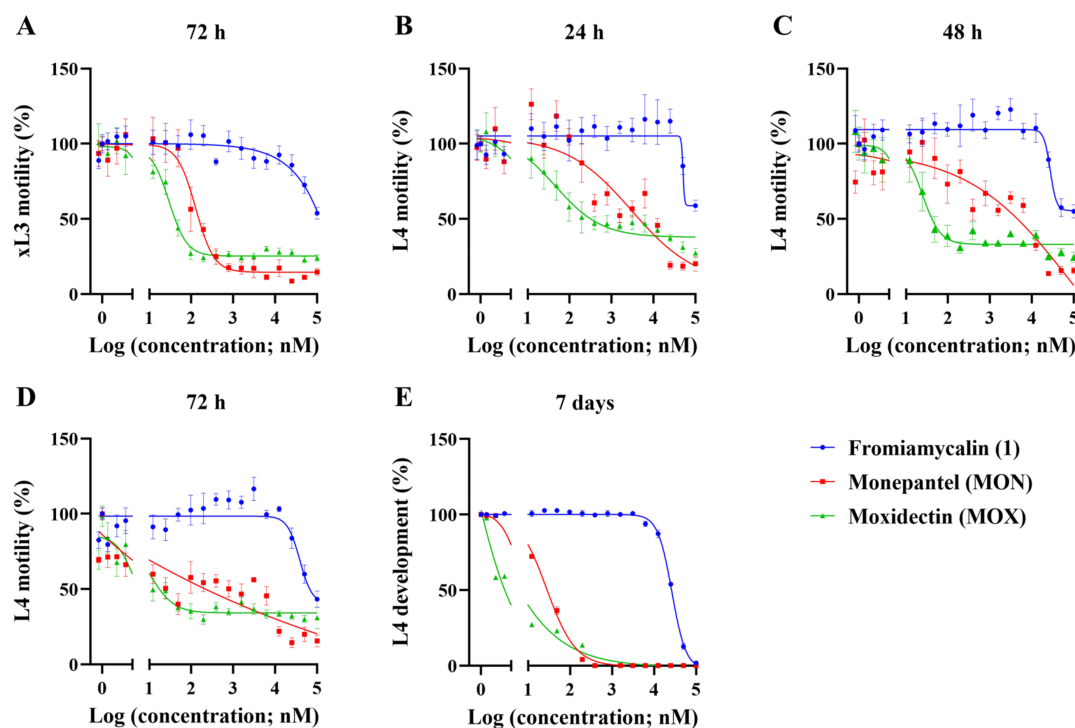 A
72 h
xL3 motility (%)
150
100
50
0
0 1 2 3 4 5
Log (concentration; nM)
B
24 h
L4 motility (%)
150
100
50
0
0 1 2 3 4 5
Log (concentration; nM)
C
48 h
L4 motility (%)
150
100
50
0
0 1 2 3 4 5
Log (concentration; nM)
D
72 h
L4 motility (%)
150
100
50
0
0 1 2 3 4 5
Log (concentration; nM)
E
7 days
L4 development (%)
150
100
50
0
0 1 2 3 4 5
Log (concentration; nM)
Fromiamycalin (1)
Monepantel (MON)
Moxidectin (MOX)